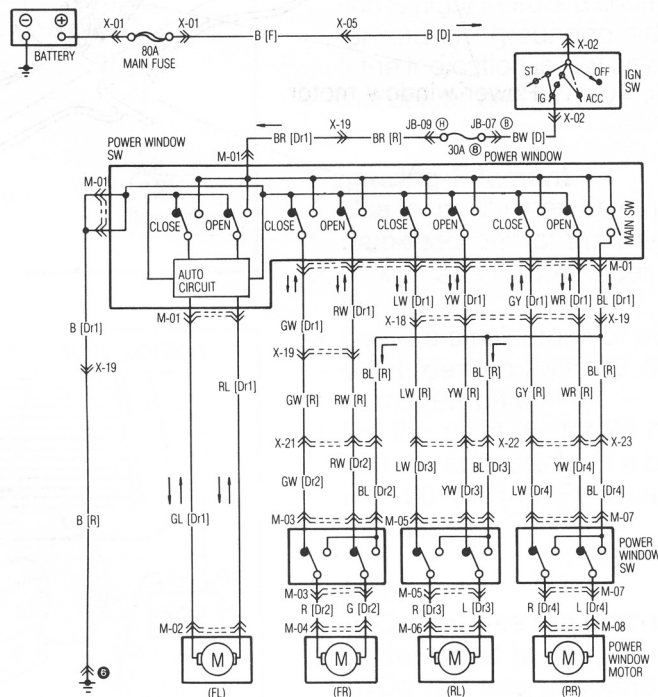 X-01 X-01 X-05
B [F] B [D]
BATTERY
80A
MAIN FUSE
X-02
ST OFF
IG ACC
IGN
SW
X-02
X-19 JB-09 H JB-07 B
BR [Dr1] BR [R] BW [D]
30A B
POWER WINDOW
SW
M-01
POWER WINDOW
M-01
CLOSE OPEN CLOSE OPEN CLOSE OPEN CLOSE OPEN
MAIN SW
AUTO
CIRCUIT
M-01
M-01
GW [Dr1] RW [Dr1] LW [Dr1] YW [Dr1] GY [Dr1] WR [Dr1] BL [Dr1]
B [Dr1]
X-18 X-19
X-19
X-19
RL [Dr1]
BL [R] BL [R] BL [R]
GW [R] RW [R] LW [R] YW [R] GY [R] WR [R]
X-21 X-22 X-23
GW [Dr2] RW [Dr2] LW [Dr3] BL [Dr3] YW [Dr4]
BL [Dr2] YW [Dr3] LW [Dr4] BL [Dr4]
GL [Dr1]
B [R]
M-03 M-05 M-07
POWER
WINDOW
SW
M-03 M-05 M-07
R [Dr2] G [Dr2] R [Dr3] L [Dr3] R [Dr4] L [Dr4]
M-02 M-04 M-06 M-08
M M M M
POWER
WINDOW
MOTOR
6
(FL) (FR) (RL) (RR)